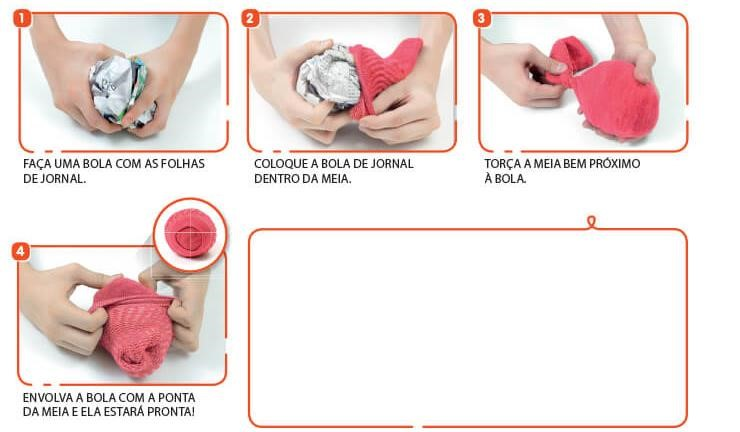 1
2
3
FAÇA UMA BOLA COM AS FOLHAS
DE JORNAL.
COLOQUE A BOLA DE JORNAL
DENTRO DA MEIA.
TORÇA A MEIA BEM PRÓXIMO
À BOLA.
4
ENVOLVA A BOLA COM A PONTA
DA MEIA E ELA ESTARÁ PRONTA!